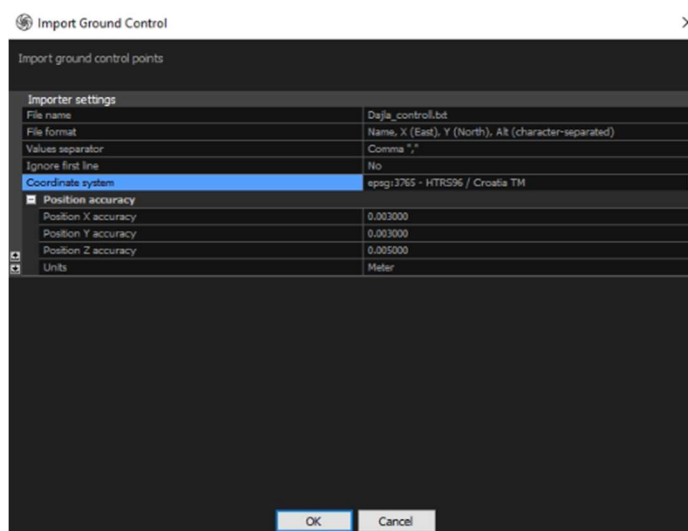 Import Ground Control
Import ground control points
Importer settings
File name Dajla_controll.txt
File format Name, X (East), Y (North), Alt (character-separated)
Values separator Comma ","
Ignore first line No
Coordinate system epsg:3765 - HTRS96 / Croatia TM
Position accuracy
Position X accuracy 0.003000
Position Y accuracy 0.003000
Position Z accuracy 0.005000
Units Meter
OK Cancel